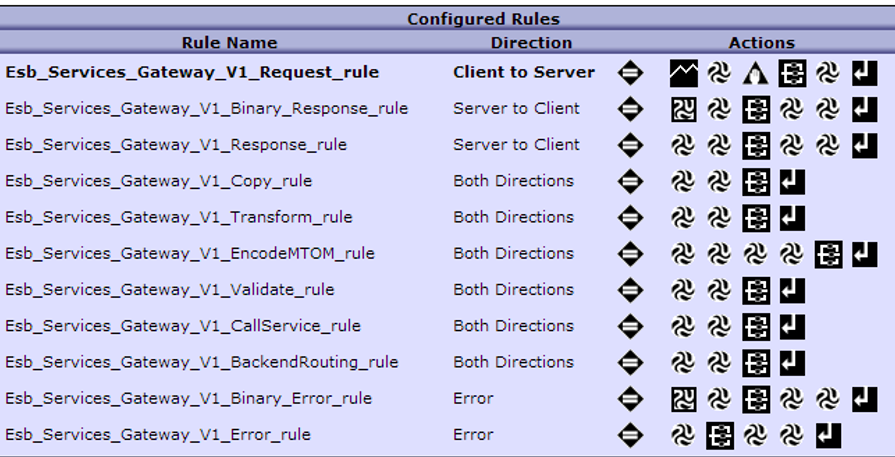 Configured Rules
Rule Name Direction Actions
Esb_Services_Gateway_V1_Request_rule Client to Server
Esb_Services_Gateway_V1_Binary_Response_rule Server to Client
Esb_Services_Gateway_V1_Response_rule Server to Client
Esb_Services_Gateway_V1_Copy_rule Both Directions
Esb_Services_Gateway_V1_Transform_rule Both Directions
Esb_Services_Gateway_V1_EncodeMTOM_rule Both Directions
Esb_Services_Gateway_V1_Validate_rule Both Directions
Esb_Services_Gateway_V1_CallService_rule Both Directions
Esb_Services_Gateway_V1_BackendRouting_rule Both Directions
Esb_Services_Gateway_V1_Binary_Error_rule Error
Esb_Services_Gateway_V1_Error_rule Error